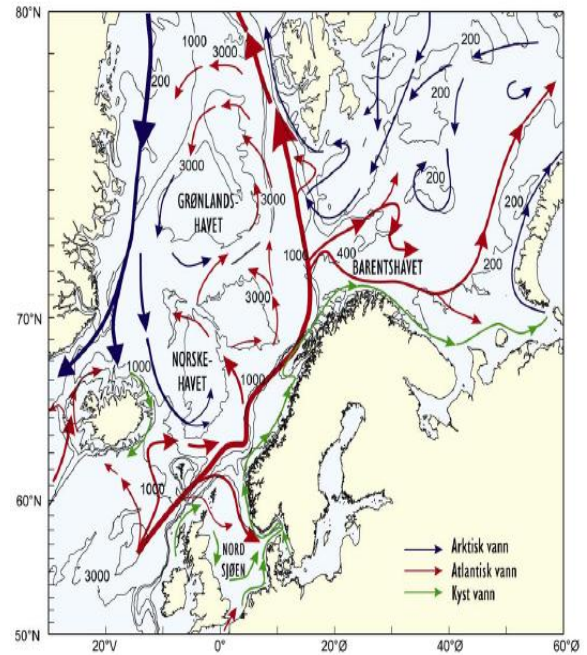 80°N
1000
3000
200
200
200
3000
3000
200
GRØNLANDS-
HAVET
3000
1000
400
BARENTSHAVET
200
3000
70°N
NORSKE-
HAVET
1000
1000
1000
60°N
NORD
SJØEN
3000
Arktisk vann
Atlantisk vann
Kyst vann
50°N
20°V
0°
20°Ø
40°Ø
60°Ø